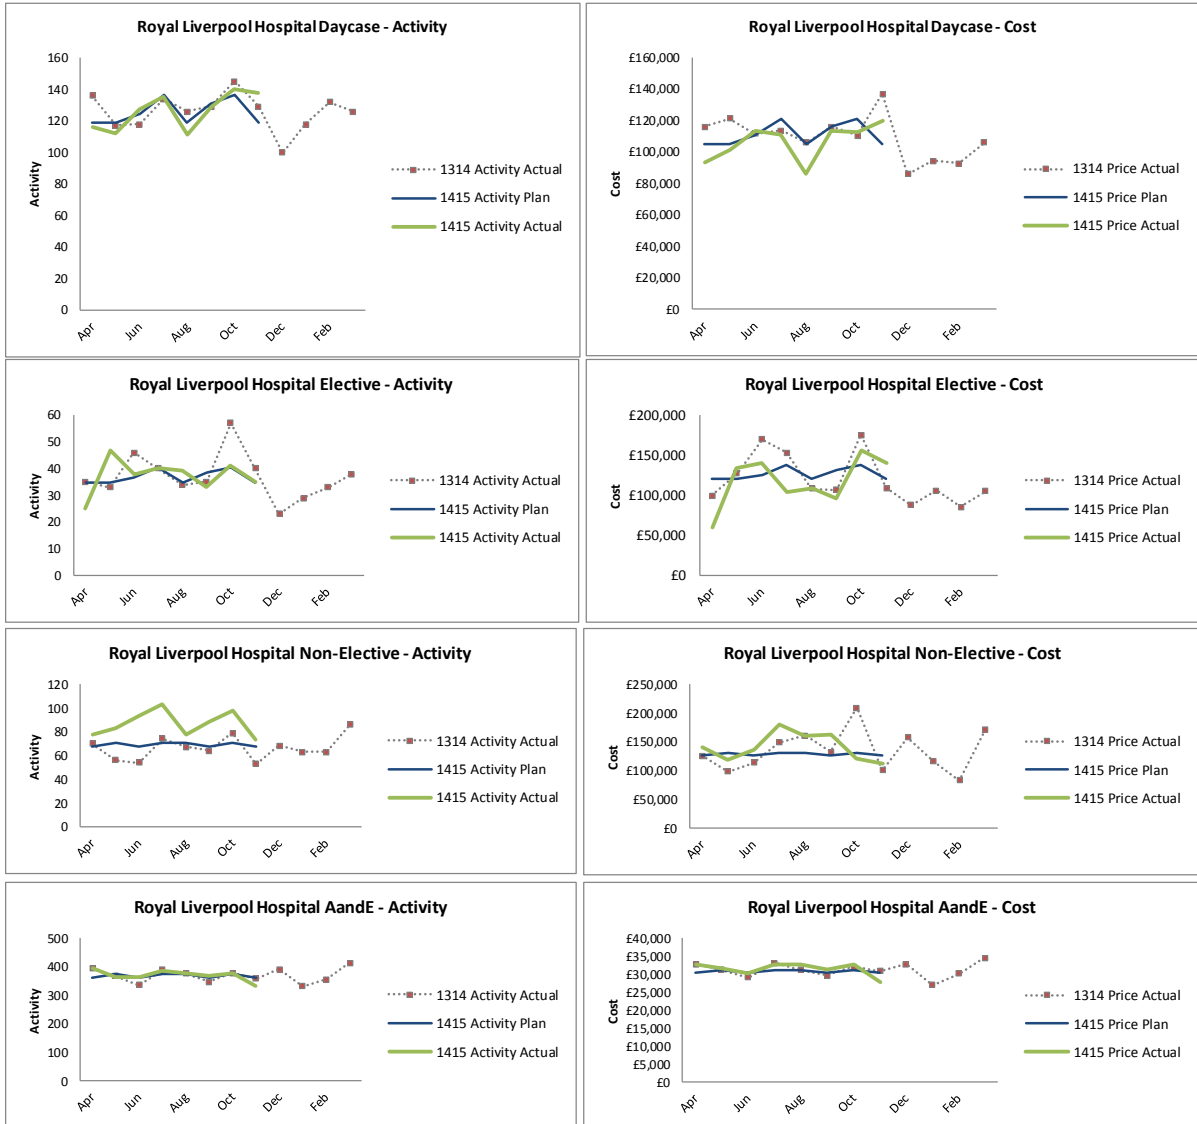 Royal Liverpool Hospital Daycase - Activity
160
140
120
100
80
60
40
20
0
Activity
Apr
Jun
Aug
Oct
Dec
Feb
1314 Activity Actual
1415 Activity Plan
1415 Activity Actual
Royal Liverpool Hospital Daycase - Cost
£160,000
£140,000
£120,000
£100,000
£80,000
£60,000
£40,000
£20,000
£0
Cost
Apr
Jun
Aug
Oct
Dec
Feb
1314 Price Actual
1415 Price Plan
1415 Price Actual
Royal Liverpool Hospital Elective - Activity
60
50
40
30
20
10
0
Activity
Apr
Jun
Aug
Oct
Dec
Feb
1314 Activity Actual
1415 Activity Plan
1415 Activity Actual
Royal Liverpool Hospital Elective - Cost
£200,000
£150,000
£100,000
£50,000
£0
Cost
Apr
Jun
Aug
Oct
Dec
Feb
1314 Price Actual
1415 Price Plan
1415 Price Actual
Royal Liverpool Hospital Non-Elective - Activity
120
100
80
60
40
20
0
Activity
Apr
Jun
Aug
Oct
Dec
Feb
1314 Activity Actual
1415 Activity Plan
1415 Activity Actual
Royal Liverpool Hospital Non-Elective - Cost
£250,000
£200,000
£150,000
£100,000
£50,000
£0
Cost
Apr
Jun
Aug
Oct
Dec
Feb
1314 Price Actual
1415 Price Plan
1415 Price Actual
Royal Liverpool Hospital AandE - Activity
500
400
300
200
100
0
Activity
Apr
Jun
Aug
Oct
Dec
Feb
1314 Activity Actual
1415 Activity Plan
1415 Activity Actual
Royal Liverpool Hospital AandE - Cost
£40,000
£35,000
£30,000
£25,000
£20,000
£15,000
£10,000
£5,000
£0
Cost
Apr
Jun
Aug
Oct
Dec
Feb
1314 Price Actual
1415 Price Plan
1415 Price Actual